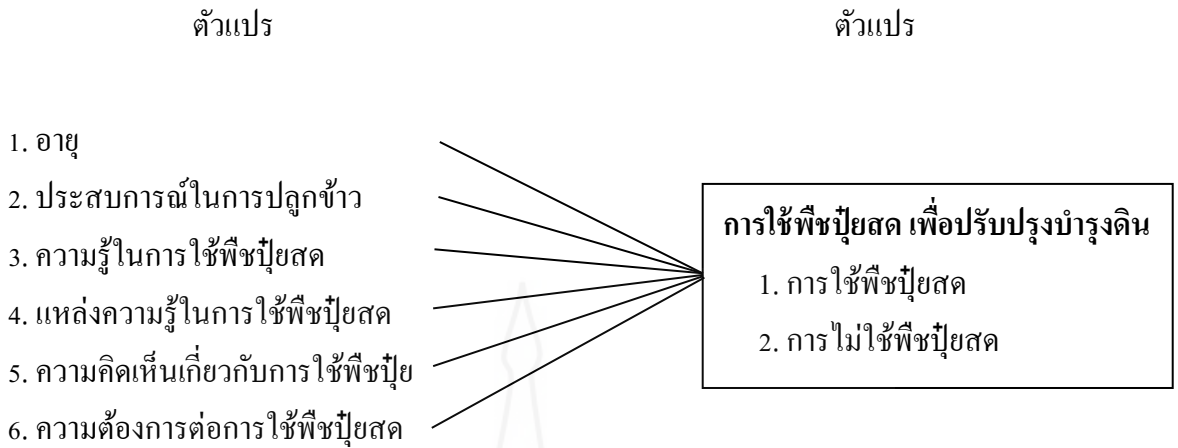 ตัวแปร
ตัวแปร
1. อายุ
2. ประสบการณ์ในการปลูกข้าว
3. ความรู้ในการใช้พืชปุ๋ยสด
4. แหล่งความรู้ในการใช้พืชปุ๋ยสด
5. ความคิดเห็นเกี่ยวกับการใช้พืชปุ๋ย
6. ความต้องการต่อการใช้พืชปุ๋ยสด
การใช้พืชปุ๋ยสด เพื่อปรับปรุงบำรุงดิน
1. การใช้พืชปุ๋ยสด
2. การไม่ใช้พืชปุ๋ยสด